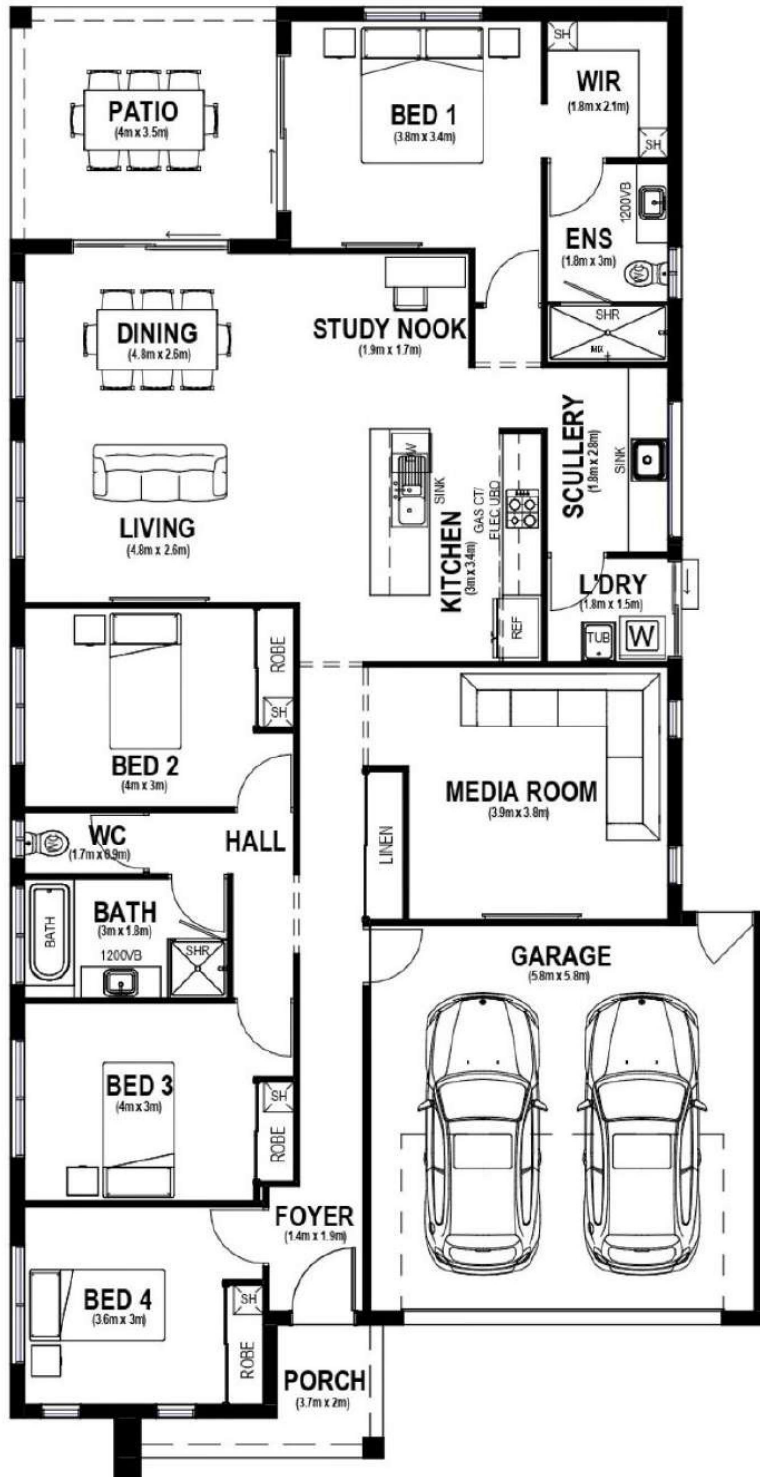 SH
WIR
(1.8m x 2.1m)
PATIO
(4m x 3.5m)
BED 1
(3.8m x 3.4m)
SH
1200VB
ENS
(1.8m x 3m)
WC
SHR
MIX
DINING
(4.8m x 2.6m)
STUDY NOOK
(1.9m x 1.7m)
SCULLERY
(1.8m x 2.8m)
SINK
LIVING
(4.8m x 2.6m)
SINK
KITCHEN
(3m x 3.4m)
GAS CT/
ELEC UBO
REF
L'DRY
(1.8m x 1.5m)
TUB
W
ROBE
SH
BED 2
(4m x 3m)
MEDIA ROOM
(3.9m x 3.8m)
WC
(1.7m x 0.9m)
WC
HALL
LINEN
BATH
BATH
(3m x 1.8m)
1200VB
SHR
GARAGE
(5.8m x 5.8m)
BED 3
(4m x 3m)
SH
ROBE
FOYER
(1.4m x 1.9m)
BED 4
(3.6m x 3m)
SH
ROBE
PORCH
(3.7m x 2m)